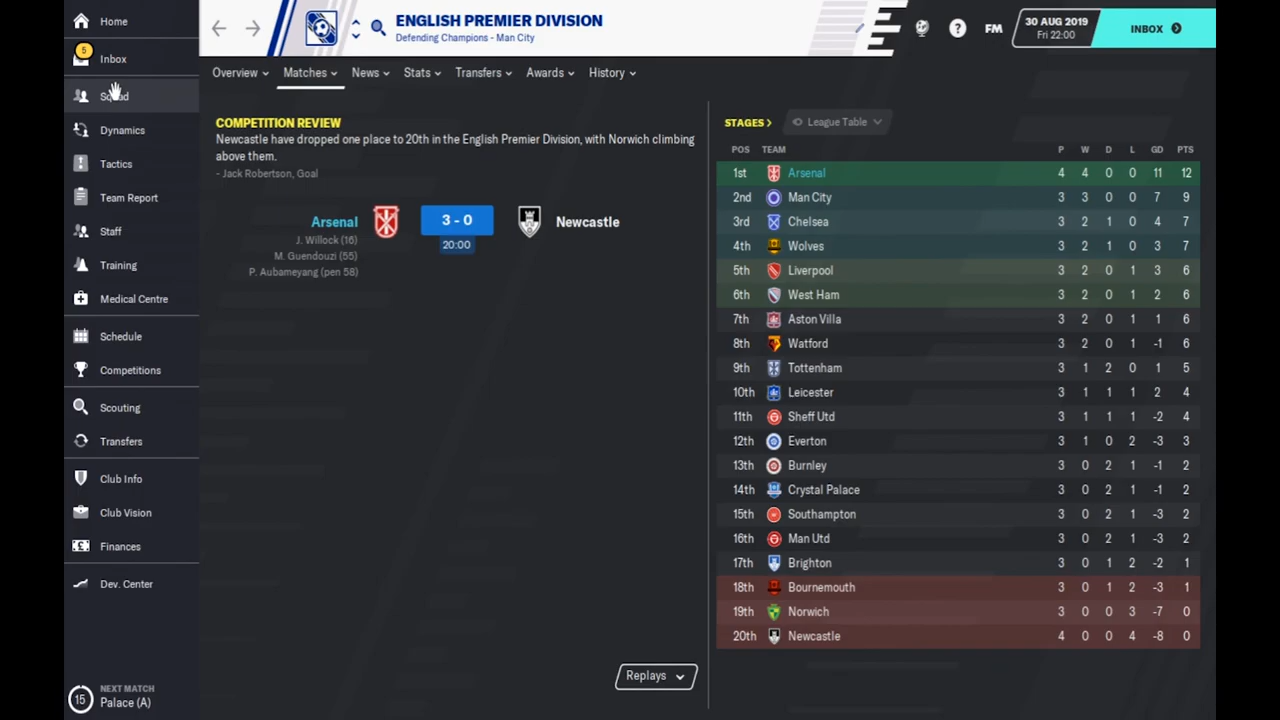 Home
5
Inbox
Squad
Dynamics
Tactics
Team Report
Staff
Training
Medical Centre
Schedule
Competitions
Scouting
Transfers
Club Info
Club Vision
Finances
Dev. Center
15
NEXT MATCH
Palace (A)
ENGLISH PREMIER DIVISION
Defending Champions - Man City
? FM
30 AUG 2019
Fri 22:00
INBOX
Overview Matches News Stats Transfers Awards History
COMPETITION REVIEW
Newcastle have dropped one place to 20th in the English Premier Division, with Norwich climbing
above them.
- Jack Robertson, Goal
Arsenal 3 - 0 Newcastle
20:00
J. Willock (16)
M. Guendouzi (55)
P. Aubameyang (pen 58)
Replays
STAGES > League Table
POS TEAM P W D L GD PTS
1st Arsenal 4 4 0 0 11 12
2nd Man City 3 3 0 0 7 9
3rd Chelsea 3 2 1 0 4 7
4th Wolves 3 2 1 0 3 7
5th Liverpool 3 2 0 1 3 6
6th West Ham 3 2 0 1 2 6
7th Aston Villa 3 2 0 1 1 6
8th Watford 3 2 0 1 -1 6
9th Tottenham 3 1 2 0 1 5
10th Leicester 3 1 1 1 2 4
11th Sheff Utd 3 1 1 1 -2 4
12th Everton 3 1 0 2 -3 3
13th Burnley 3 0 2 1 -1 2
14th Crystal Palace 3 0 2 1 -1 2
15th Southampton 3 0 2 1 -3 2
16th Man Utd 3 0 2 1 -3 2
17th Brighton 3 0 1 2 -2 1
18th Bournemouth 3 0 1 2 -3 1
19th Norwich 3 0 0 3 -7 0
20th Newcastle 4 0 0 4 -8 0